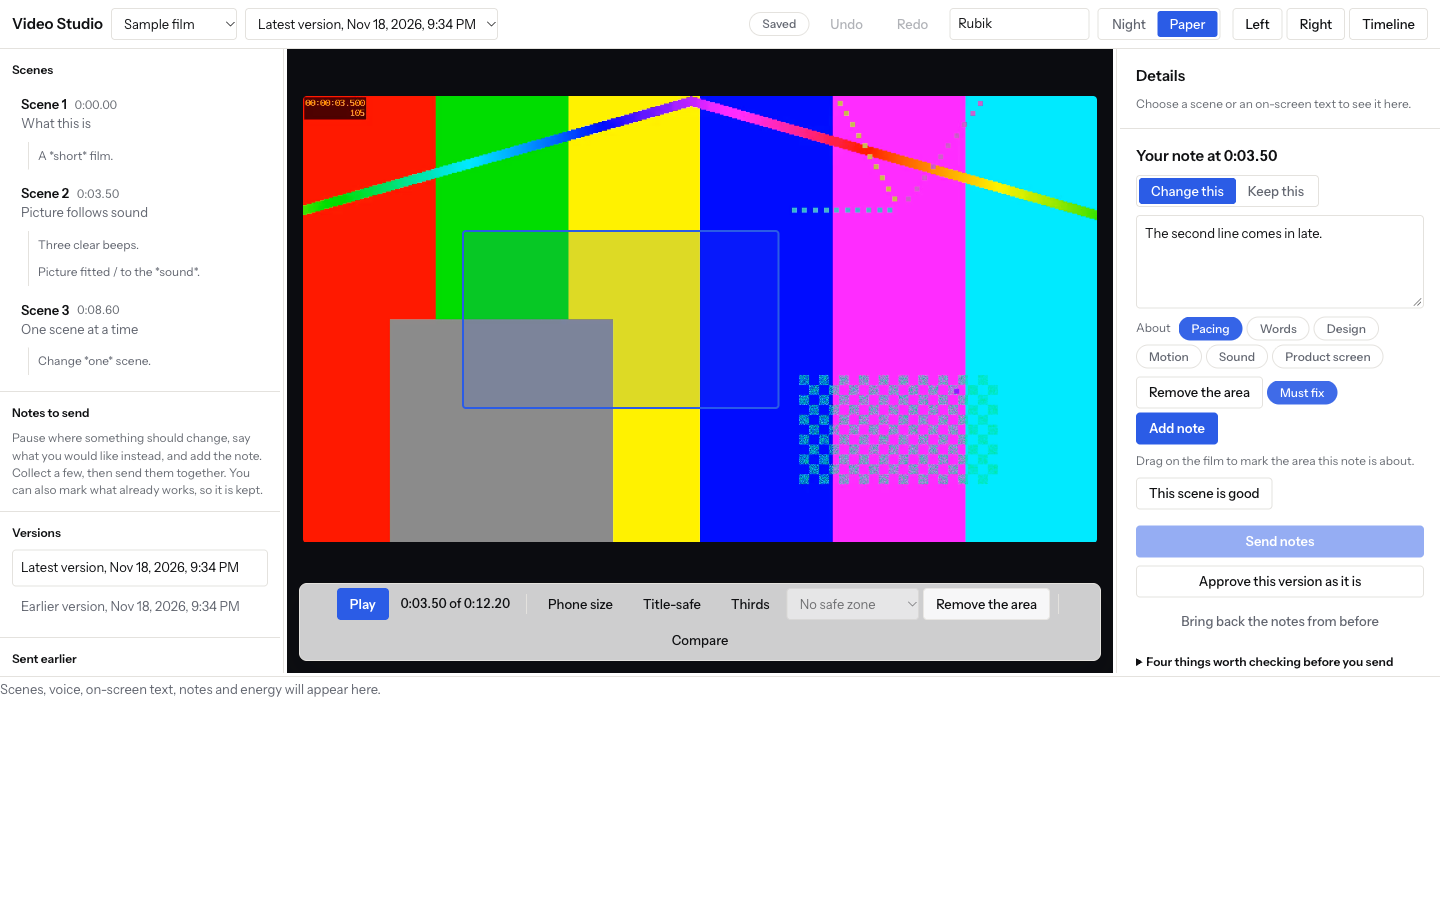 Video Studio
Sample film
Latest version, Nov 18, 2026, 9:34 PM
Saved
Undo
Redo
Rubik
Night
Paper
Left
Right
Timeline
Scenes
Scene 1 0:00.00
What this is
A *short* film.
Scene 2 0:03.50
Picture follows sound
Three clear beeps.
Picture fitted / to the *sound*.
Scene 3 0:08.60
One scene at a time
Change *one* scene.
Notes to send
Pause where something should change, say
what you would like instead, and add the note.
Collect a few, then send them together. You
can also mark what already works, so it is kept.
Versions
Latest version, Nov 18, 2026, 9:34 PM
Earlier version, Nov 18, 2026, 9:34 PM
Sent earlier
00:00:03.500
105
Play
0:03.50 of 0:12.20
Phone size
Title-safe
Thirds
No safe zone
Remove the area
Compare
Details
Choose a scene or an on-screen text to see it here.
Your note at 0:03.50
Change this
Keep this
The second line comes in late.
About
Pacing
Words
Design
Motion
Sound
Product screen
Remove the area
Must fix
Add note
Drag on the film to mark the area this note is about.
This scene is good
Send notes
Approve this version as it is
Bring back the notes from before
Four things worth checking before you send
Scenes, voice, on-screen text, notes and energy will appear here.